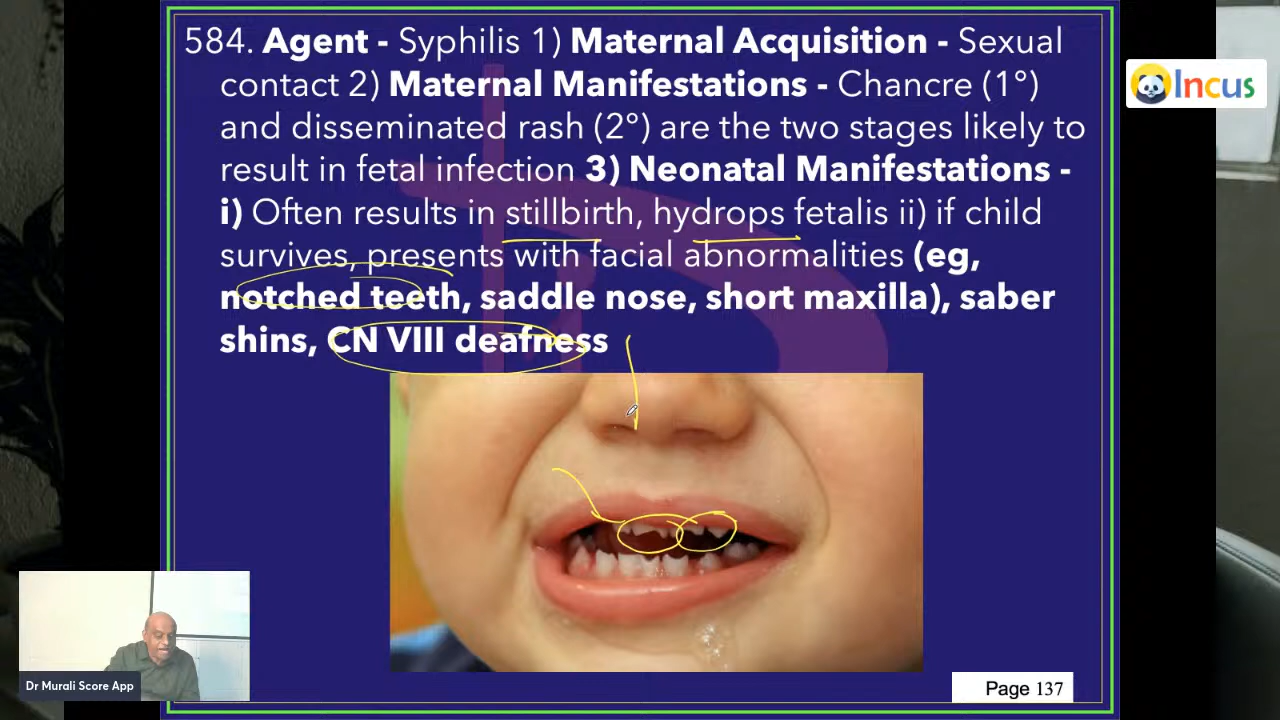 584. Agent - Syphilis 1) Maternal Acquisition - Sexual
contact 2) Maternal Manifestations - Chancre (1°)
and disseminated rash (2°) are the two stages likely to
result in fetal infection 3) Neonatal Manifestations -
i) Often results in stillbirth, hydrops fetalis ii) if child
survives, presents with facial abnormalities (eg,
notched teeth, saddle nose, short maxilla), saber
shins, CN VIII deafness
Incus
Dr Murali Score App
Page 137